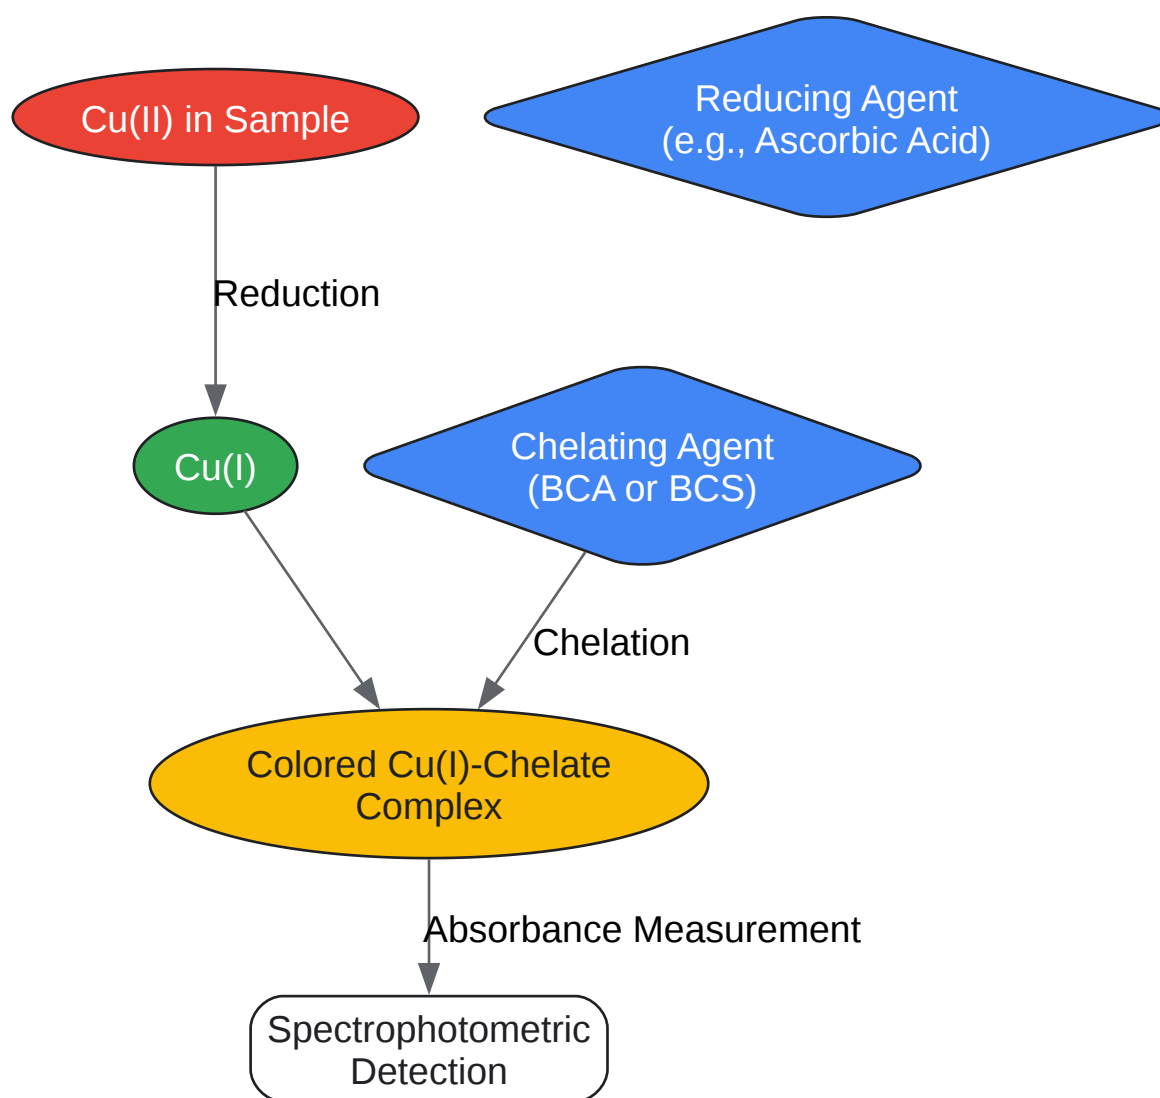 Cu(II) in Sample
Reducing Agent
(e.g., Ascorbic Acid)
Reduction
Cu(I)
Chelating Agent
(BCA or BCS)
Chelation
Colored Cu(I)-Chelate
Complex
Absorbance Measurement
Spectrophotometric
Detection